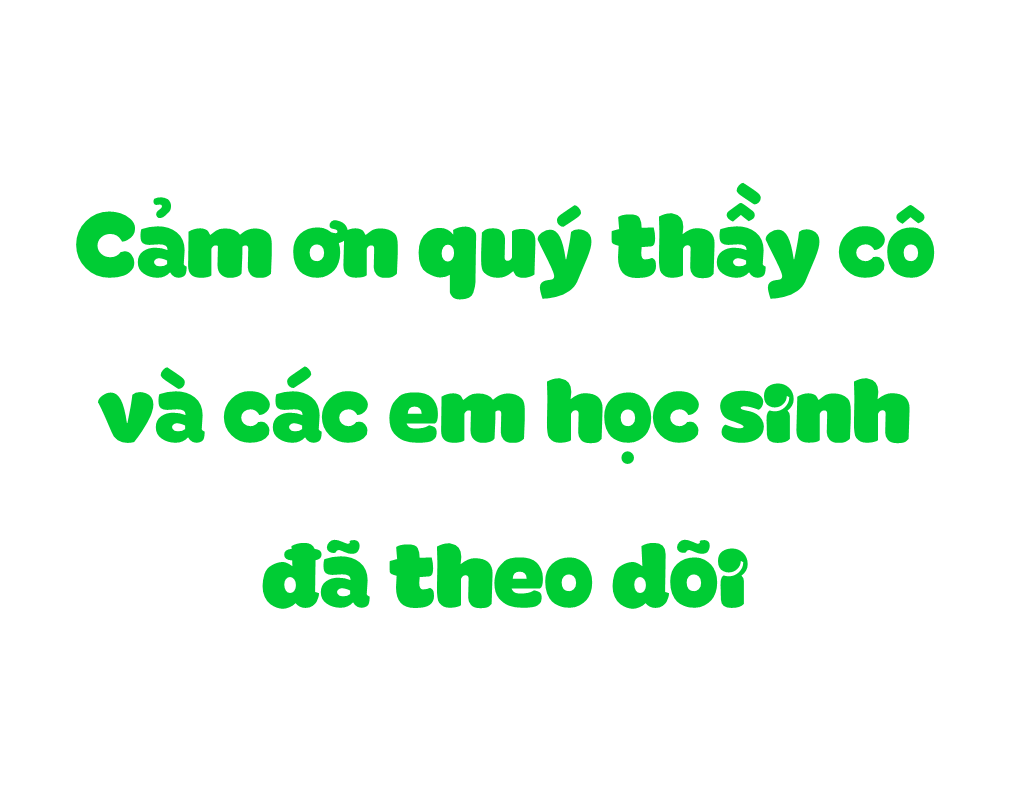 Cảm ơn quý thầy cô
và các em học sinh
đã theo dõi